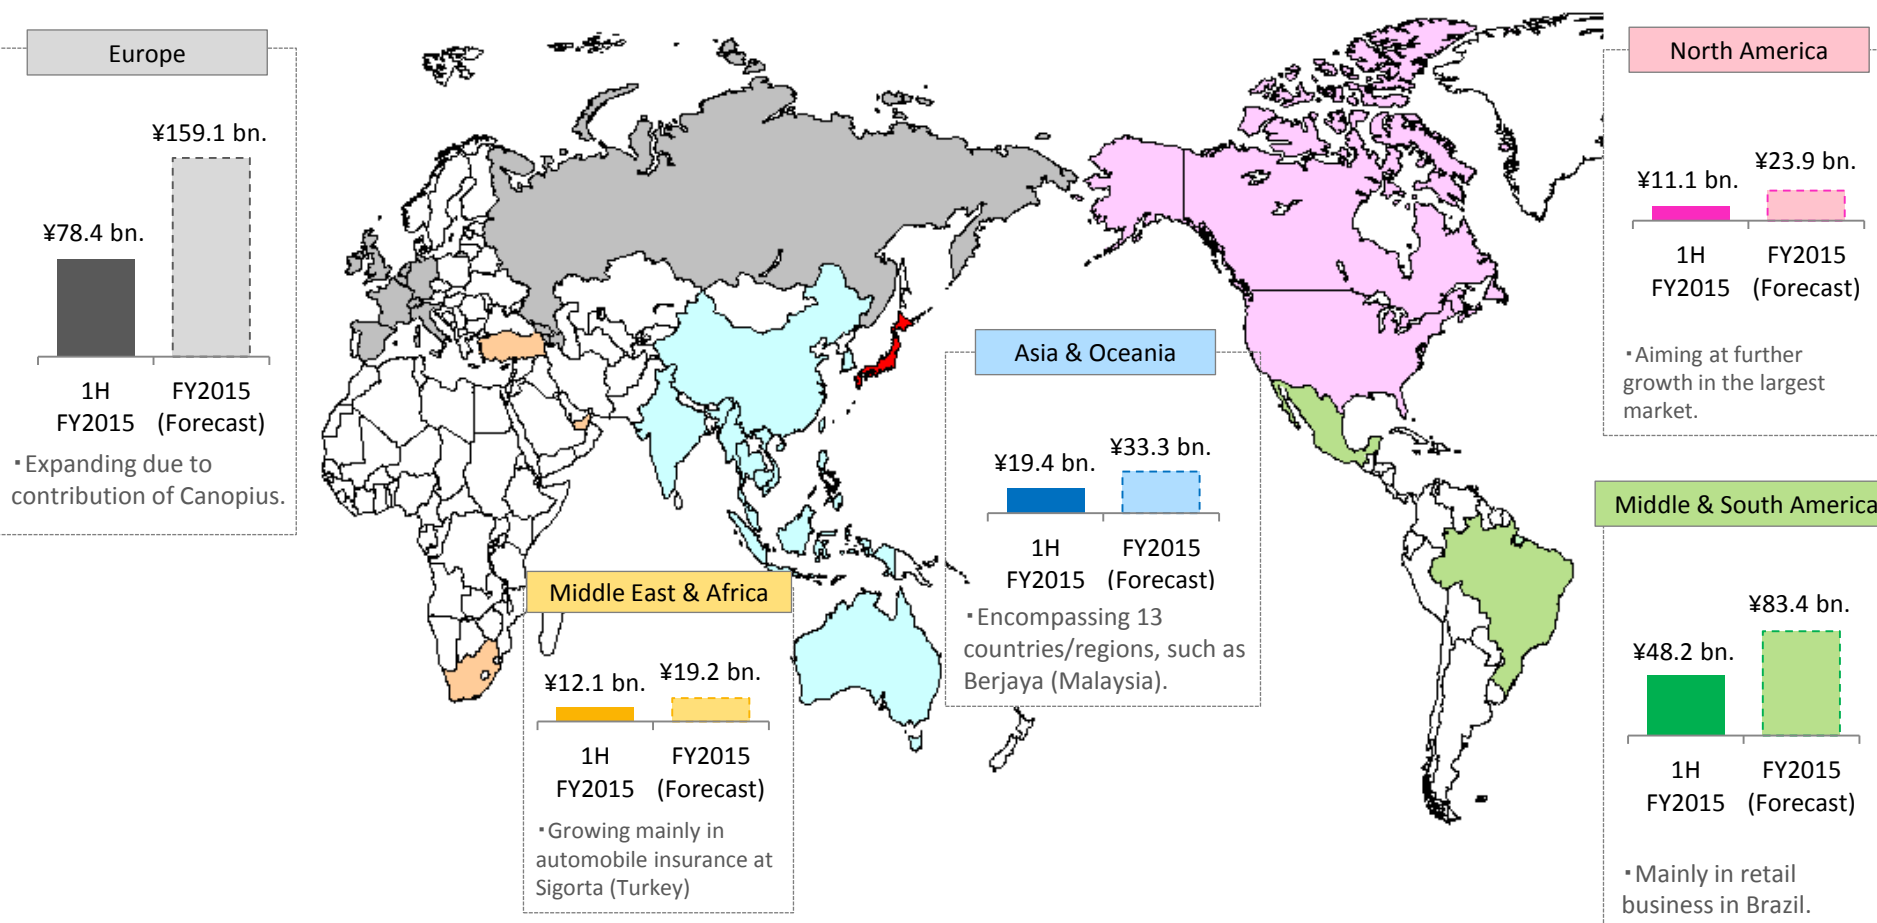 Europe
¥159.1 bn.
¥78.4 bn.
1H
FY2015
FY2015
(Forecast)
・Expanding due to
contribution of Canopius.
North America
¥23.9 bn.
¥11.1 bn.
1H
FY2015
FY2015
(Forecast)
・Aiming at further
growth in the largest
market.
Asia & Oceania
¥33.3 bn.
¥19.4 bn.
1H
FY2015
FY2015
(Forecast)
・Encompassing 13
countries/regions, such as
Berjaya (Malaysia).
Middle East & Africa
¥19.2 bn.
¥12.1 bn.
1H
FY2015
FY2015
(Forecast)
・Growing mainly in
automobile insurance at
Sigorta (Turkey)
Middle & South America
¥83.4 bn.
¥48.2 bn.
1H
FY2015
FY2015
(Forecast)
・Mainly in retail
business in Brazil.